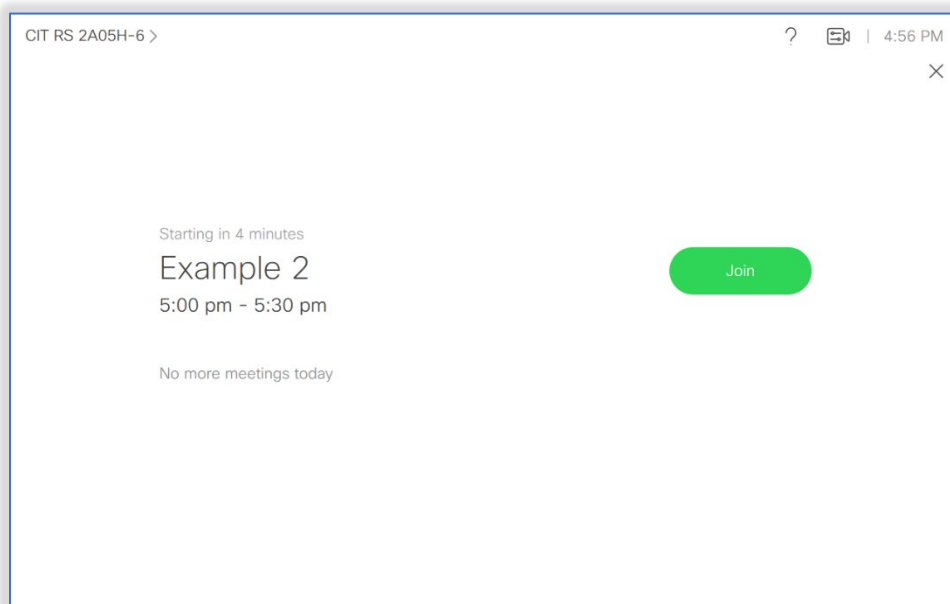 CIT RS 2A05H-6 >
? | 4:56 PM
Starting in 4 minutes
Example 2
5:00 pm - 5:30 pm
Join
No more meetings today